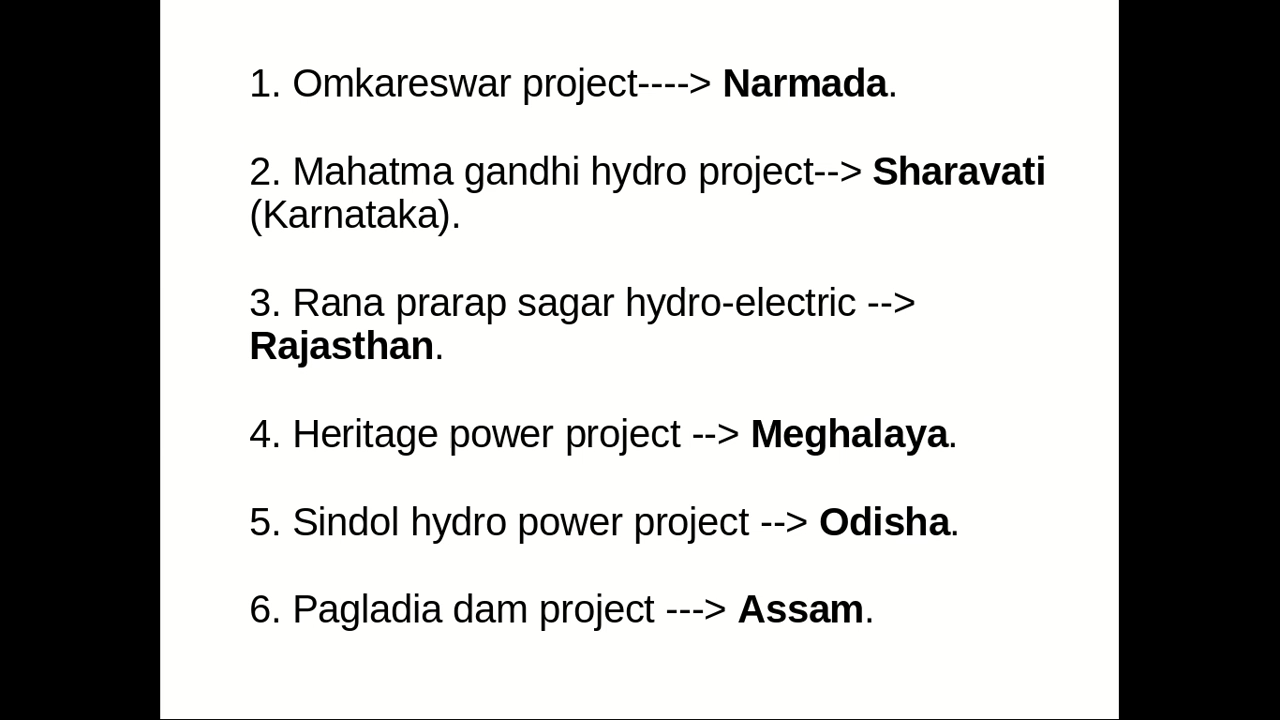 1. Omkareswar project----> Narmada.
2. Mahatma gandhi hydro project--> Sharavati
(Karnataka).
3. Rana prarap sagar hydro-electric -->
Rajasthan.
4. Heritage power project --> Meghalaya.
5. Sindol hydro power project --> Odisha.
6. Pagladia dam project ---> Assam.